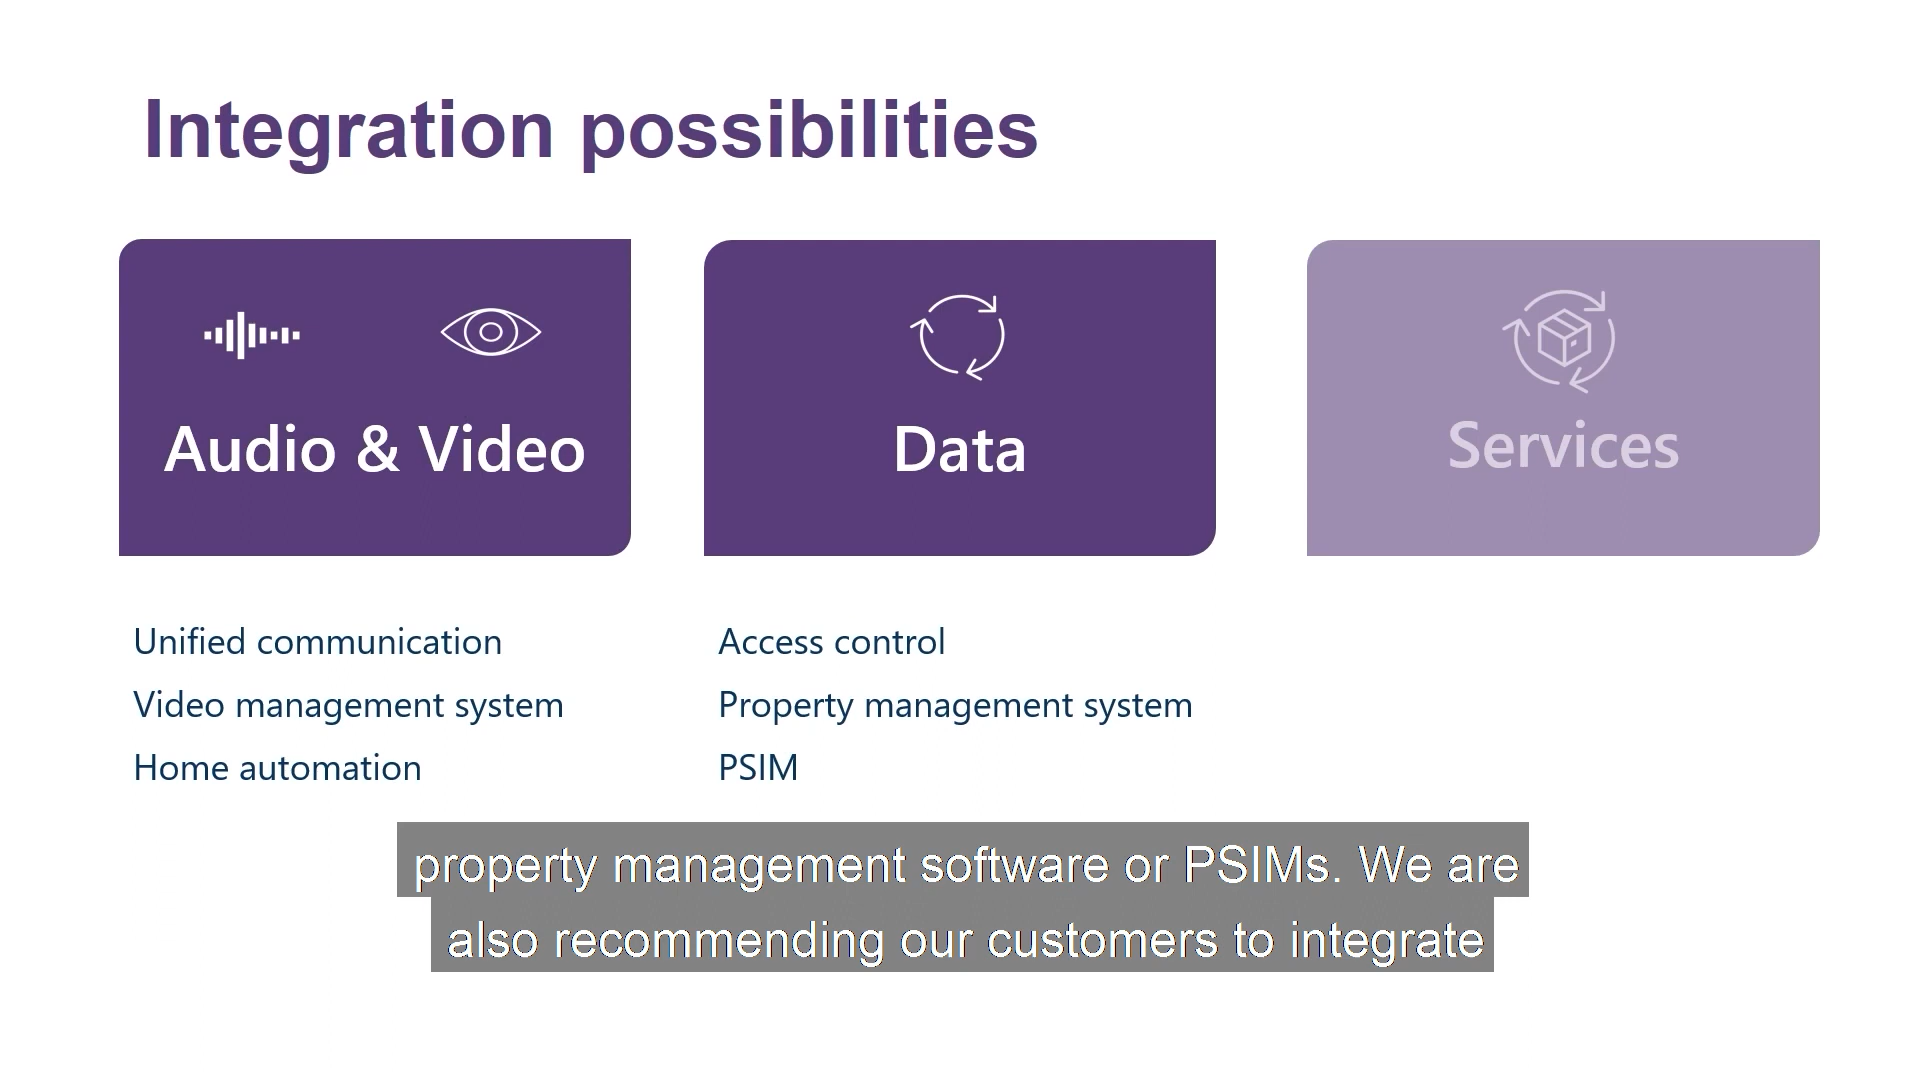 Integration possibilities
Audio & Video
Data
Services
Unified communication
Video management system
Home automation
Access control
Property management system
PSIM
property management software or PSIMs. We are
also recommending our customers to integrate